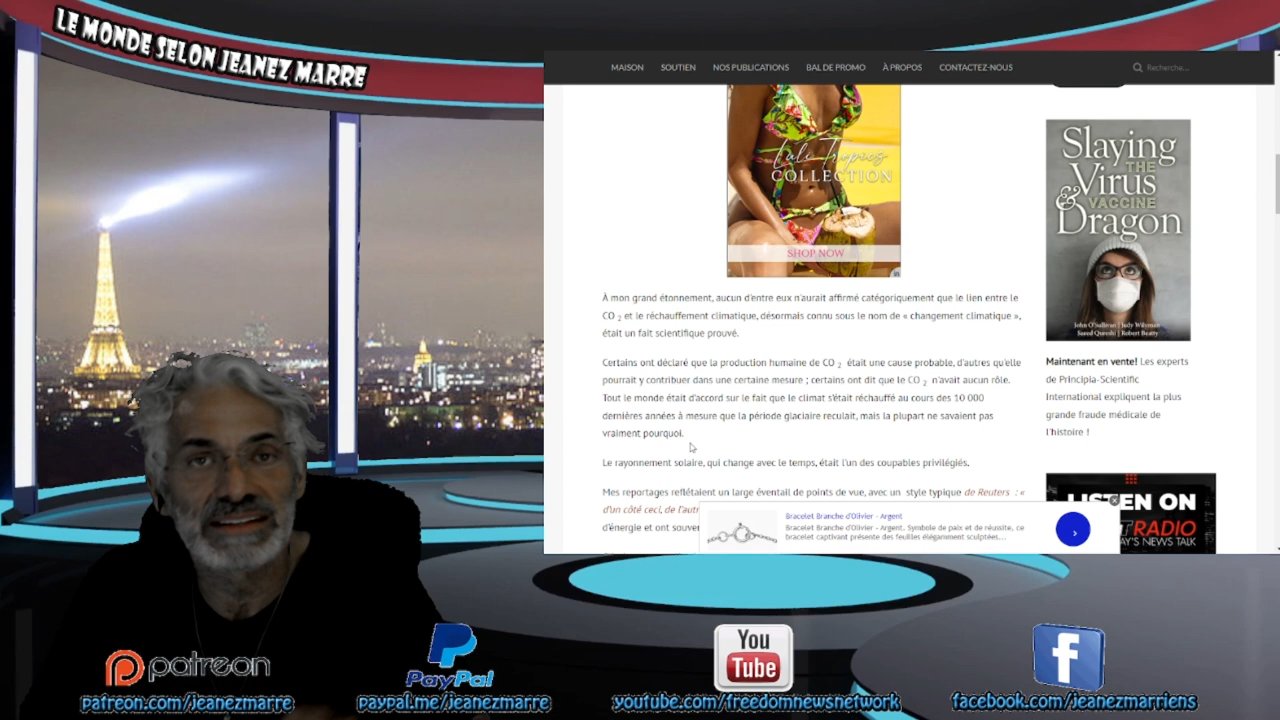 LE MONDE SELON JEANEZ MARRE
MAISON SOUTIEN NOS PUBLICATIONS BAL DE PROMO À PROPOS CONTACTEZ-NOUS Recherche...
Luli Tropics
COLLECTION
SHOP NOW
À mon grand étonnement, aucun d'entre eux n'aurait affirmé catégoriquement que le lien entre le
CO 2 et le réchauffement climatique, désormais connu sous le nom de « changement climatique »,
était un fait scientifique prouvé.
Certains ont déclaré que la production humaine de CO 2 était une cause probable, d'autres qu'elle
pourrait y contribuer dans une certaine mesure ; certains ont dit que le CO 2 n'avait aucun rôle.
Tout le monde était d'accord sur le fait que le climat s'était réchauffé au cours des 10 000
dernières années à mesure que la période glaciaire reculait, mais la plupart ne savaient pas
vraiment pourquoi.
Le rayonnement solaire, qui change avec le temps, était l'un des coupables privilégiés.
Mes reportages reflétaient un large éventail de points de vue, avec un style typique de Reuters : «
d'un côté ceci, de l'autr
d'énergie et ont souver
Bracelet Branche d'Olivier - Argent
Bracelet Branche d'Olivier - Argent. Symbole de paix et de réussite, ce
bracelet captivant présente des feuilles élégamment sculptées...
Slaying
THE
Virus
& VACCINE
Dragon
John O'Sullivan | Judy Wilyman
Saeed Qureshi | Robert Beatty
Maintenant en vente! Les experts
de Principia-Scientific
International expliquent la plus
grande fraude médicale de
l'histoire !
LISTEN ON
TRADIO
AY'S NEWS TALK
patreon
patreon.com/jeanezmarre
PayPal
paypal.me/jeanezmarre
You
Tube
youtube.com/freedomnewsnetwork
f
facebook.com/jeanezmarriens